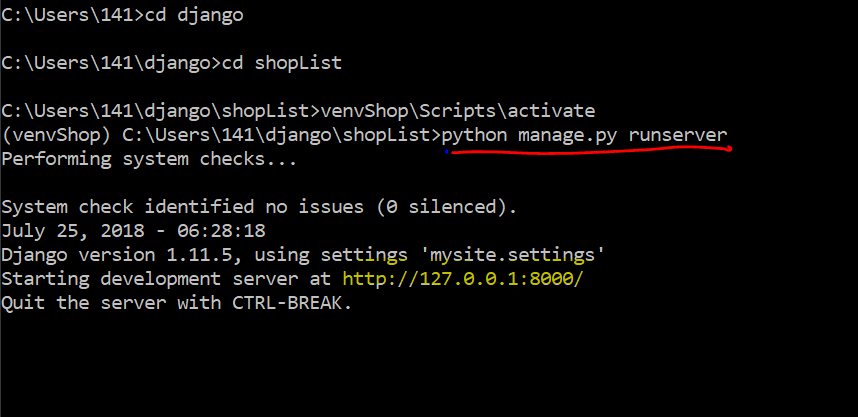 C:\Users\141>cd django
C:\Users\141\django>cd shopList
C:\Users\141\django\shopList>venvShop\Scripts\activate
(venvShop) C:\Users\141\django\shopList>python manage.py runserver
Performing system checks...
System check identified no issues (0 silenced).
July 25, 2018 - 06:28:18
Django version 1.11.5, using settings 'mysite.settings'
Starting development server at http://127.0.0.1:8000/
Quit the server with CTRL-BREAK.